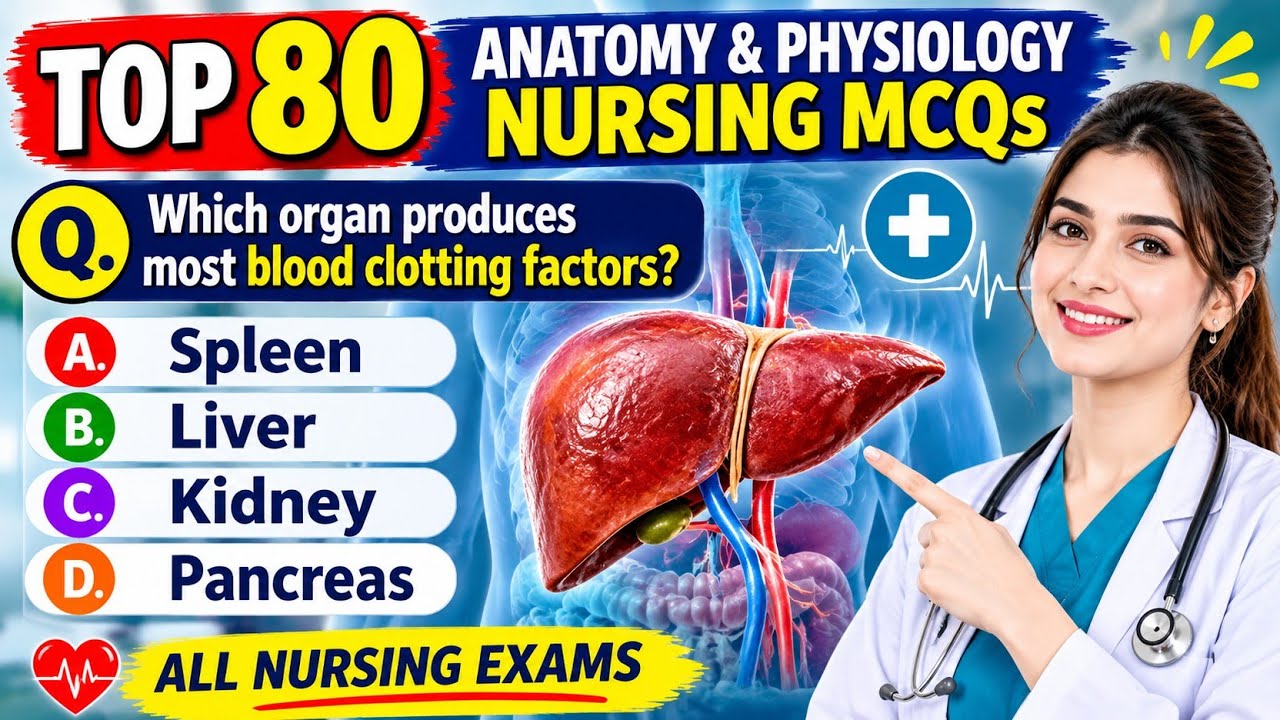 TOP 80
ANATOMY & PHYSIOLOGY
NURSING MCQs
Q. Which organ produces
most blood clotting factors?
A. Spleen
B. Liver
C. Kidney
D. Pancreas
ALL NURSING EXAMS